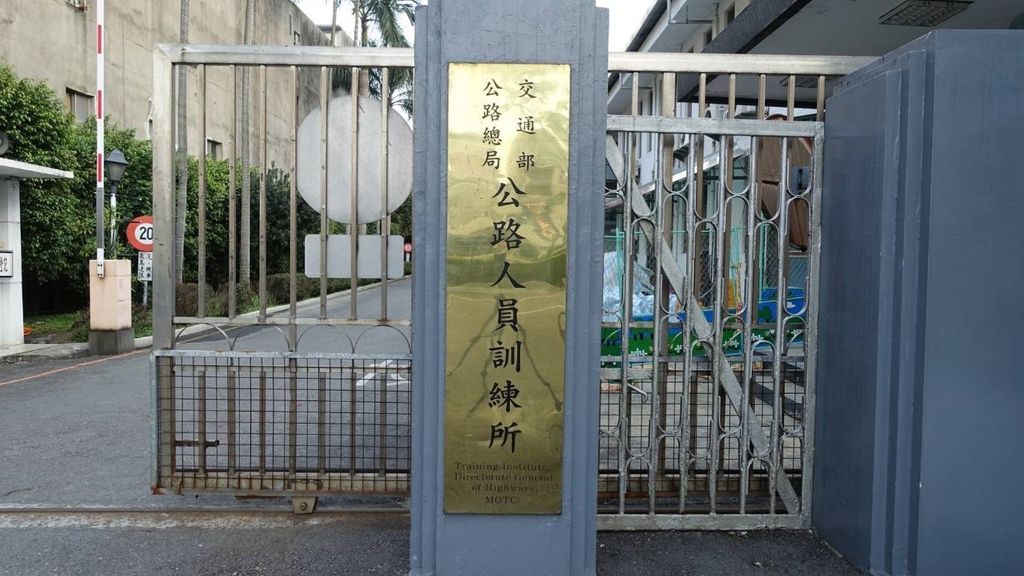 交通部
公路總局
公路人員訓練所
Training Institute,
Directorate General
of Highways,
MOTC
20